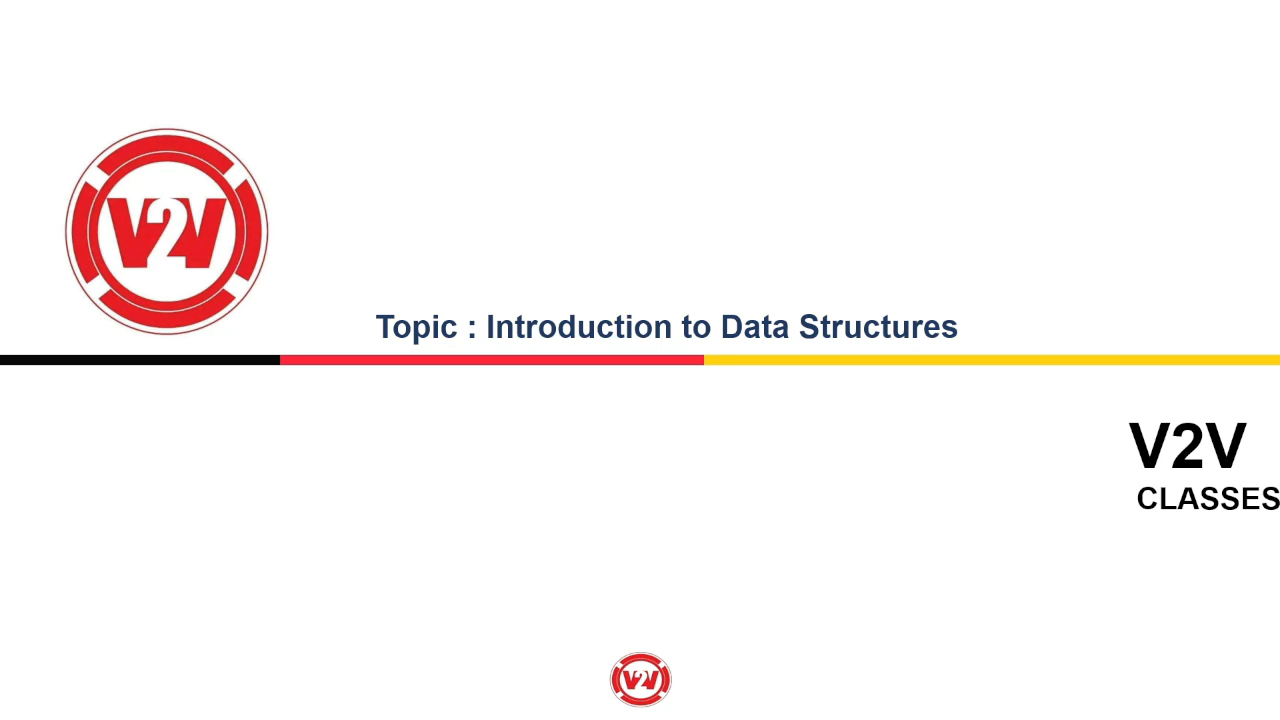 V2V
Topic : Introduction to Data Structures
V2V
CLASSES
V2V